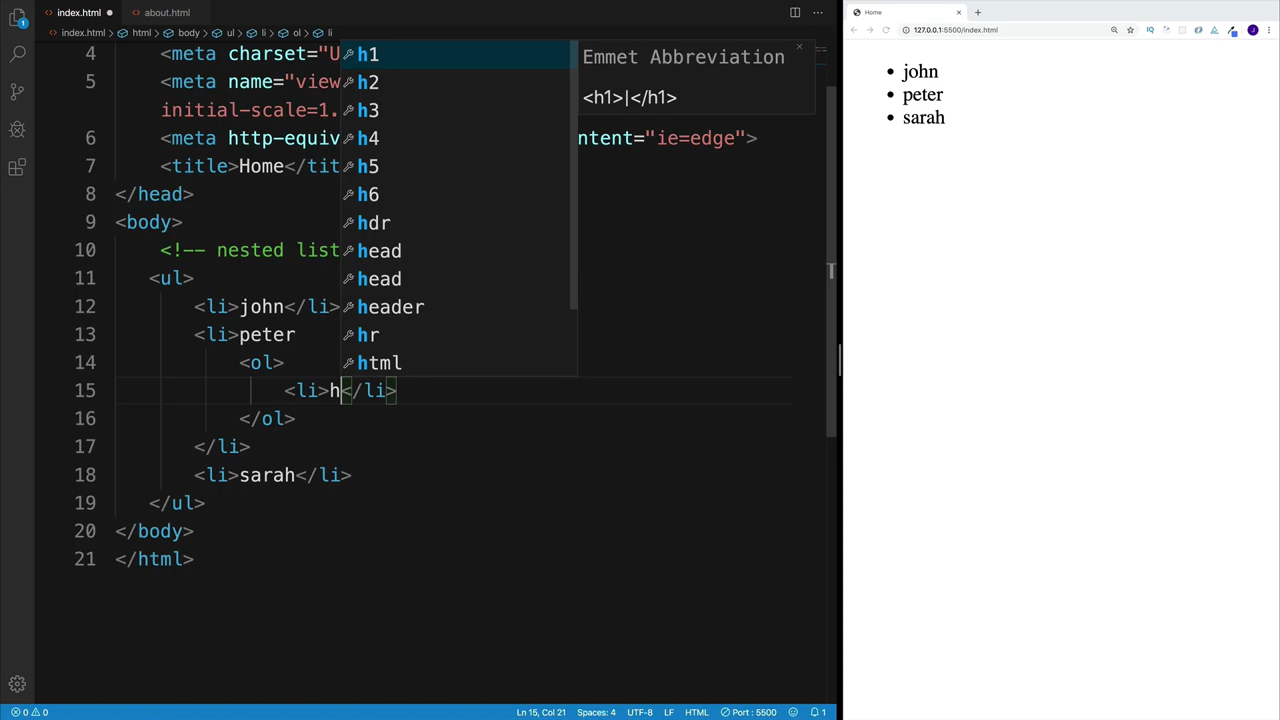 index.html
about.html
index.html > html > body > ul > ol > li
4 <meta charset="U
5 <meta name="view
initial-scale=1.
6 <meta http-equiv
ntent="ie=edge">
7 <title>Home</tit
8 </head>
9 <body>
10 <!-- nested list
11 <ul>
12 <li>john</li>
13 <li>peter
14 <ol>
15 <li>h</li>
16 </ol>
17 </li>
18 <li>sarah</li>
19 </ul>
20 </body>
21 </html>
h1
h2
h3
h4
h5
h6
hdr
head
head
header
hr
html
Emmet Abbreviation
<h1>|</h1>
1
0 0
Ln 15, Col 21
Spaces: 4
UTF-8
LF
HTML
Port : 5500
1
Home
127.0.0.1:5500/index.html
IQ
J
john
peter
sarah